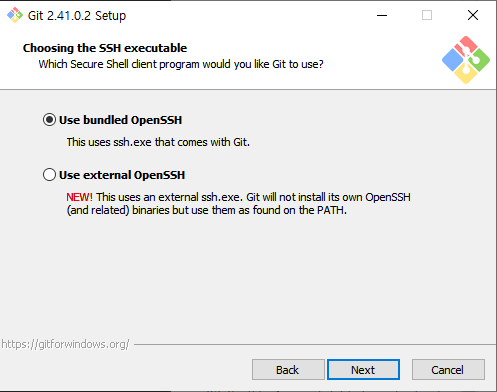 Git 2.41.0.2 Setup
Choosing the SSH executable
Which Secure Shell client program would you like Git to use?
Use bundled OpenSSH
This uses ssh.exe that comes with Git.
Use external OpenSSH
NEW! This uses an external ssh.exe. Git will not install its own OpenSSH
(and related) binaries but use them as found on the PATH.
https://gitforwindows.org/
Back
Next
Cancel